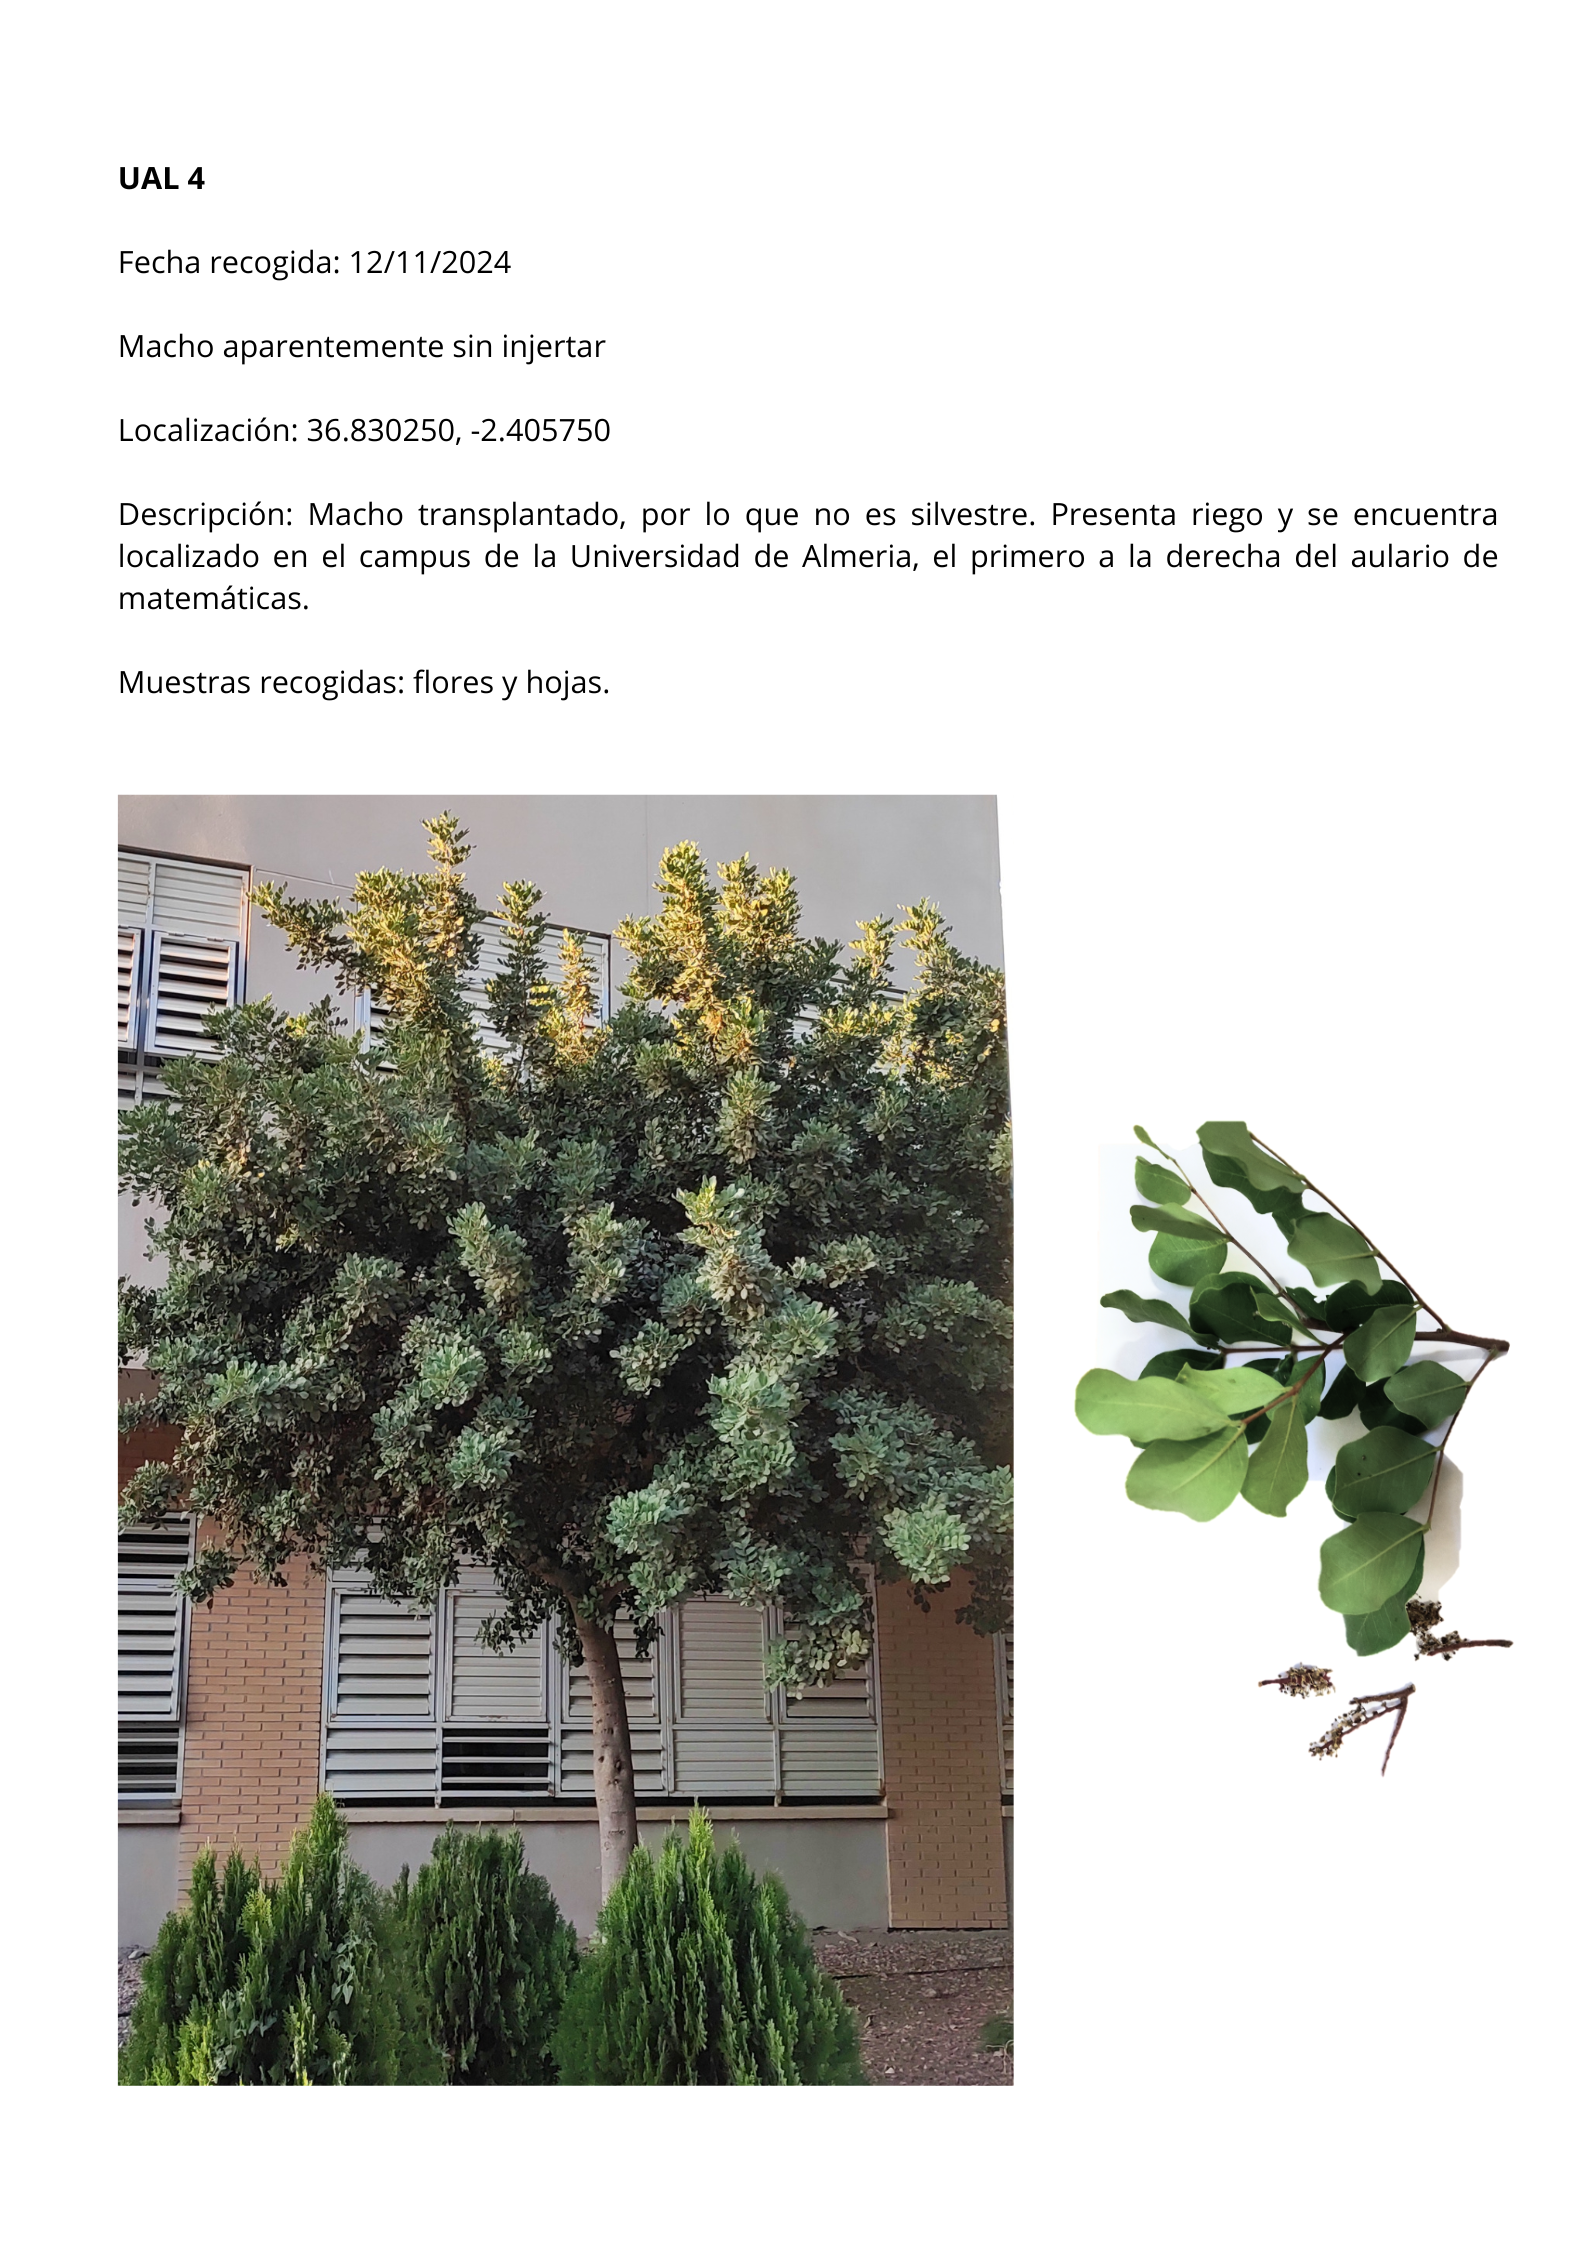 UAL 4
Fecha recogida: 12/11/2024
Macho aparentemente sin injertar
Localización: 36.830250, -2.405750
Descripción: Macho transplantado, por lo que no es silvestre. Presenta riego y se encuentra
localizado en el campus de la Universidad de Almeria, el primero a la derecha del aulario de
matemáticas.
Muestras recogidas: flores y hojas.